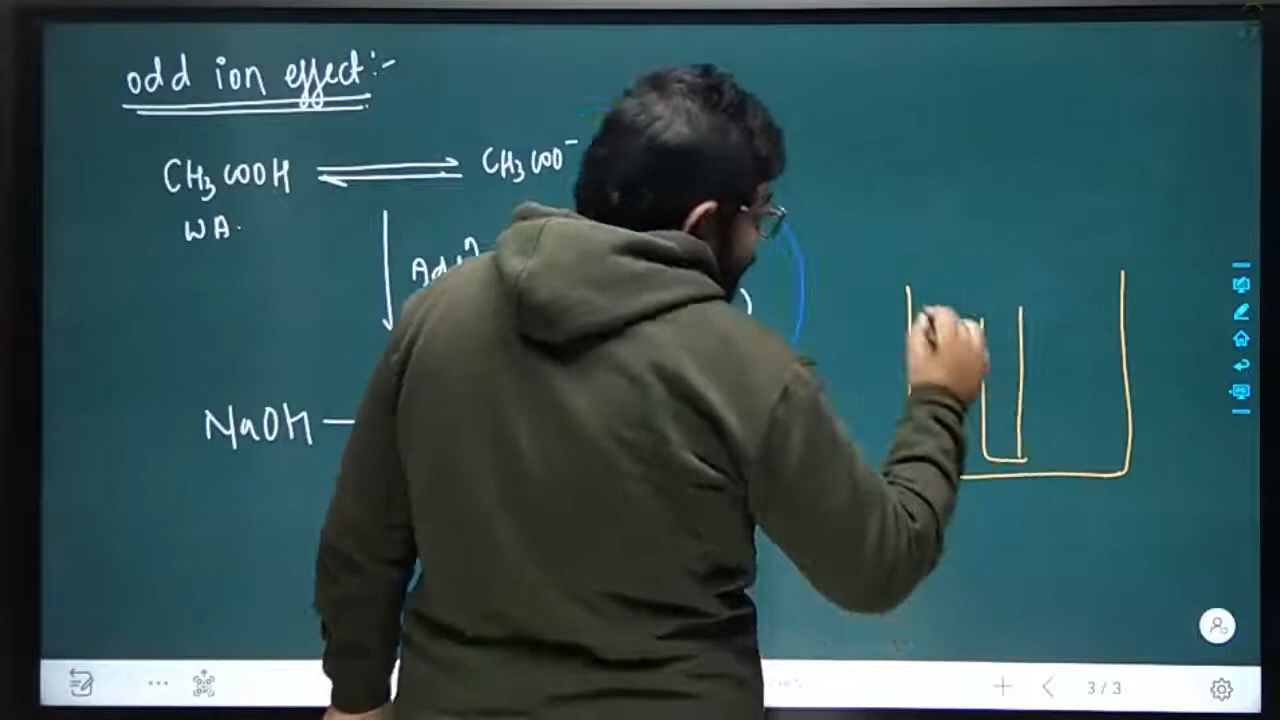 odd ion effect:-
CH₃COOH ⇌ CH₃COO⁻
WA.
NaOH —
3/3